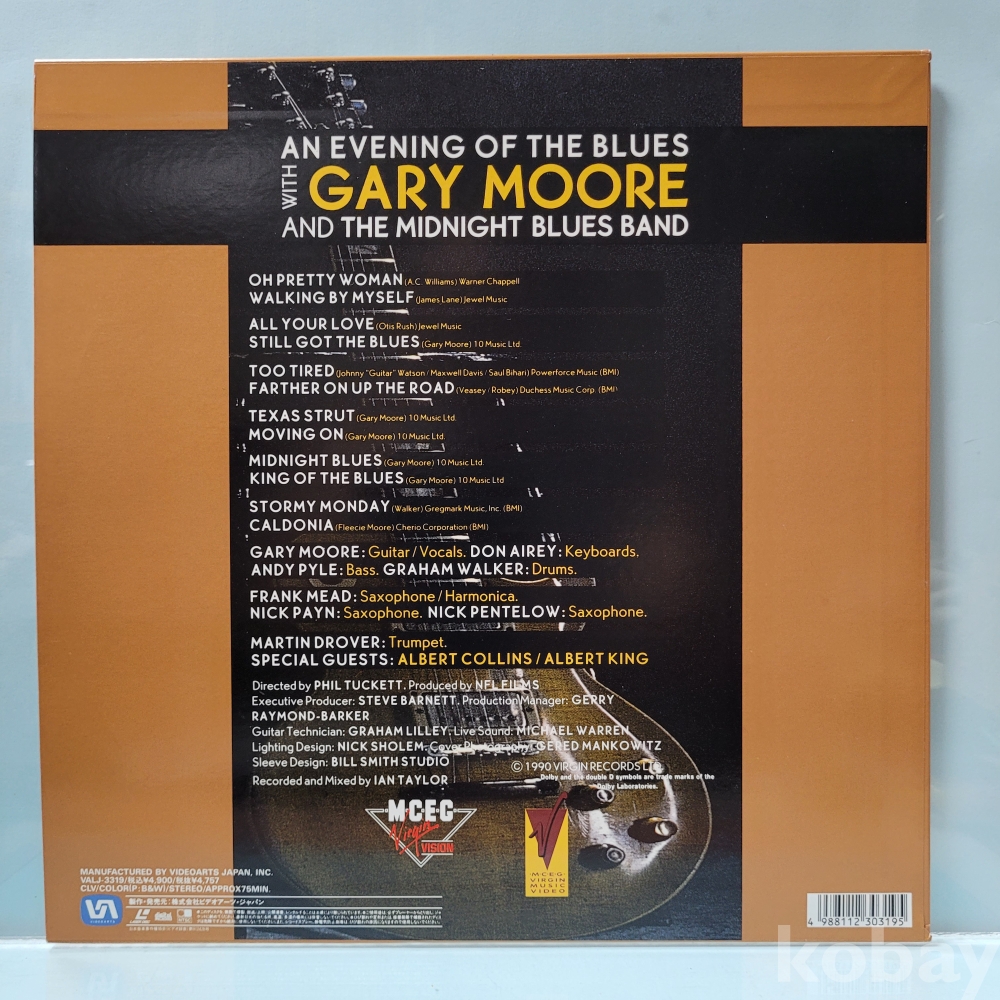 AN EVENING OF THE BLUES
WITH
GARY MOORE
AND THE MIDNIGHT BLUES BAND
OH PRETTY WOMAN (A.C. Williams) Warner Chappell
WALKING BY MYSELF (James Lane) Jewel Music
ALL YOUR LOVE (Otis Rush) Jewel Music
STILL GOT THE BLUES (Gary Moore) 10 Music Ltd.
TOO TIRED (Johnny "Guitar" Watson / Maxwell Davis / Saul Bihari) Powerforce Music (BMI)
FARTHER ON UP THE ROAD (Veasey / Robey) Duchess Music Corp. (BMI)
TEXAS STRUT (Gary Moore) 10 Music Ltd.
MOVING ON (Gary Moore) 10 Music Ltd.
MIDNIGHT BLUES (Gary Moore) 10 Music Ltd.
KING OF THE BLUES (Gary Moore) 10 Music Ltd
STORMY MONDAY (Walker) Gregmark Music, Inc. (BMI)
CALDONIA (Fleecie Moore) Cherio Corporation (BMI)
GARY MOORE: Guitar / Vocals. DON AIREY: Keyboards.
ANDY PYLE: Bass. GRAHAM WALKER: Drums.
FRANK MEAD: Saxophone / Harmonica.
NICK PAYN: Saxophone. NICK PENTELOW: Saxophone.
MARTIN DROVER: Trumpet.
SPECIAL GUESTS: ALBERT COLLINS / ALBERT KING
Directed by PHIL TUCKETT. Produced by NFL FILMS
Executive Producer: STEVE BARNETT. Production Manager: GERRY
RAYMOND-BARKER
Guitar Technician: GRAHAM LILLEY. Live Sound: MICHAEL WARREN
Lighting Design: NICK SHOLEM. Cover Photography: GERED MANKOWITZ
Sleeve Design: BILL SMITH STUDIO
© 1990 VIRGIN RECORDS LTD.
Dolby and the double D symbols are trade marks of the
Dolby Laboratories.
Recorded and Mixed by IAN TAYLOR
M·C·E·G
Virgin
VISION
V
MCEG
VIRGIN
MUSIC
VIDEO
MANUFACTURED BY VIDEOARTS JAPAN, INC.
VALJ-3319/税込¥4,900/税抜¥4,757
CLV/COLOR(P:B&W)/STEREO/APPROX75MIN.
VA
VIDEOARTS
製作・発売元:株式会社ビデオアーツ・ジャパン
4 988112 303195
kobay